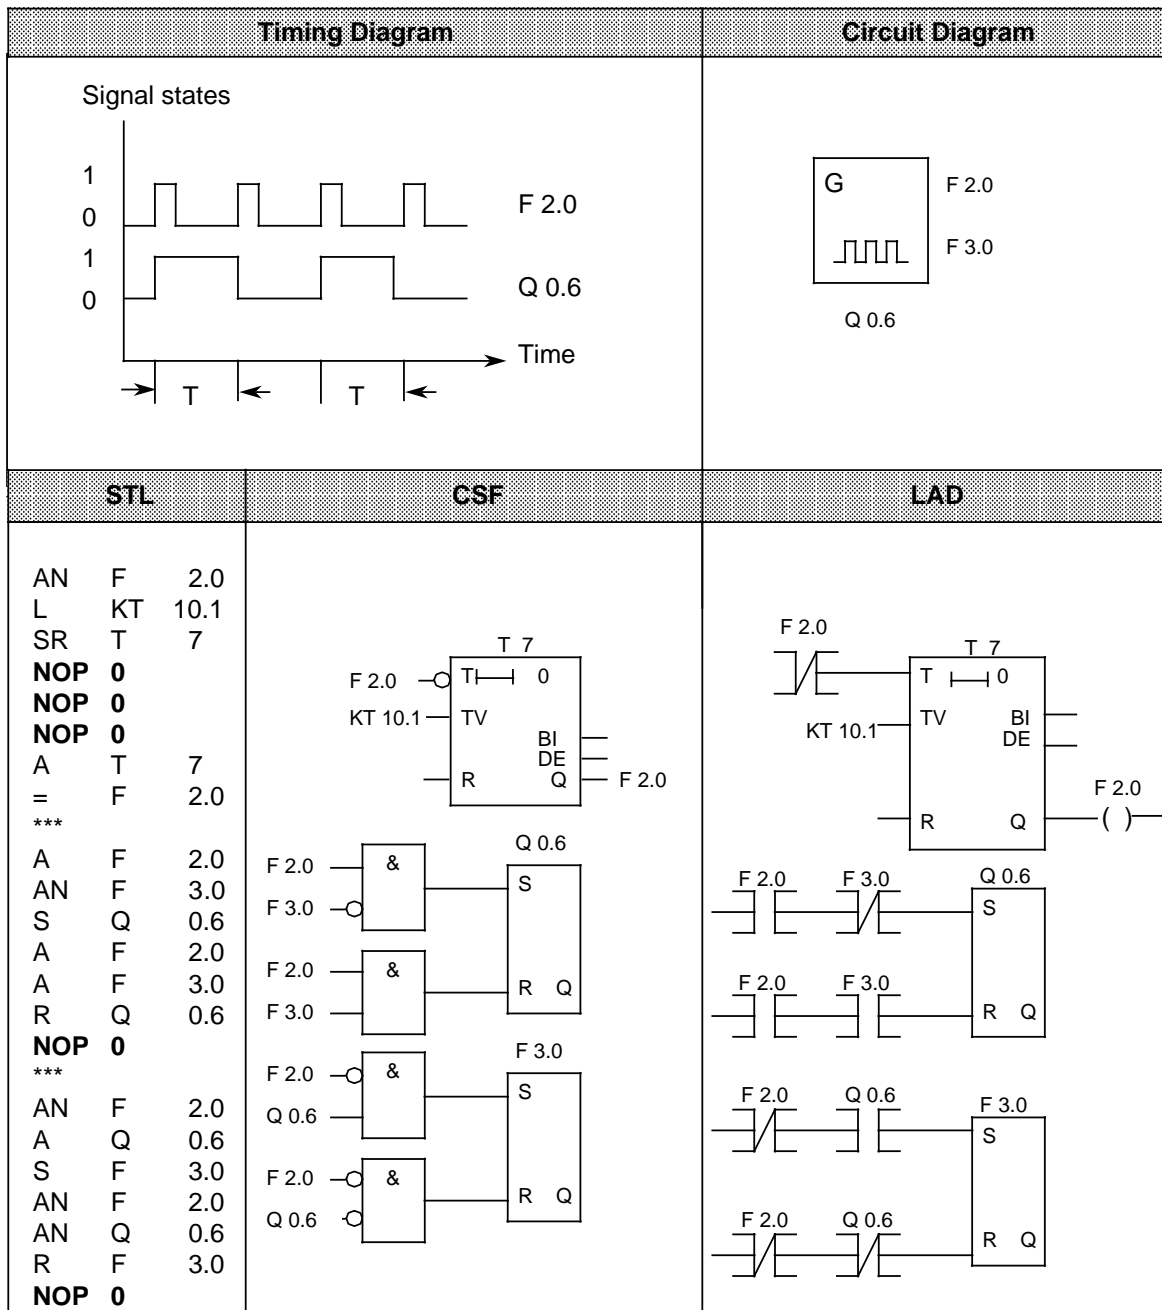 Timing Diagram
Circuit Diagram
Signal states
1
0
F 2.0
1
0
Q 0.6
Time
T
T
G
F 2.0
F 3.0
Q 0.6
STL
CSF
LAD
AN F 2.0
L KT 10.1
SR T 7
NOP 0
NOP 0
NOP 0
A T 7
= F 2.0
***
A F 2.0
AN F 3.0
S Q 0.6
A F 2.0
A F 3.0
R Q 0.6
NOP 0
***
AN F 2.0
A Q 0.6
S F 3.0
AN F 2.0
AN Q 0.6
R F 3.0
NOP 0
T 7
F 2.0 T 0
KT 10.1 TV
BI
DE
R Q F 2.0
Q 0.6
F 2.0 & S
F 3.0
F 2.0 & R Q
F 3.0
F 3.0
F 2.0 & S
Q 0.6
F 2.0 & R Q
Q 0.6
F 2.0
T 7
T 0
KT 10.1 TV BI
DE
F 2.0
R Q ( )
F 2.0 F 3.0 Q 0.6
S
F 2.0 F 3.0
R Q
F 2.0 Q 0.6 F 3.0
S
F 2.0 Q 0.6
R Q